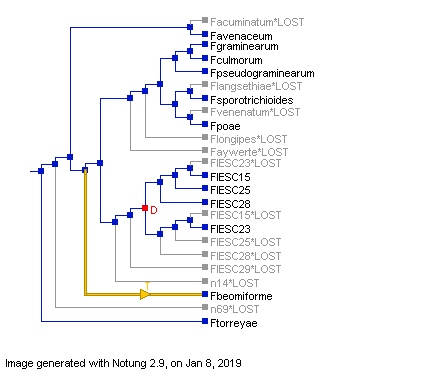 Facuminatum*LOST
Favenaceum
Fgraminearum
Fculmorum
Fpseudograminearum
Flangsethiae*LOST
Fsporotrichioides
Fvenenatum*LOST
Fpoae
Flongipes*LOST
Faywerte*LOST
FIESC23*LOST
FIESC15
FIESC25
FIESC28
D
FIESC15*LOST
FIESC23
FIESC25*LOST
FIESC28*LOST
FIESC29*LOST
n14*LOST
Fbeomiforme
n69*LOST
Ftorreyae
Image generated with Notung 2.9, on Jan 8, 2019